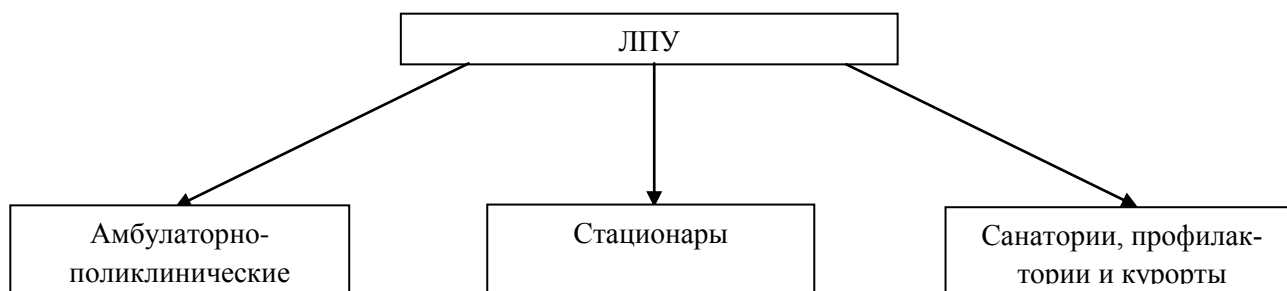 ЛПУ
Амбулаторно-
поликлинические
Стационары
Санатории, профилак-
тории и курорты